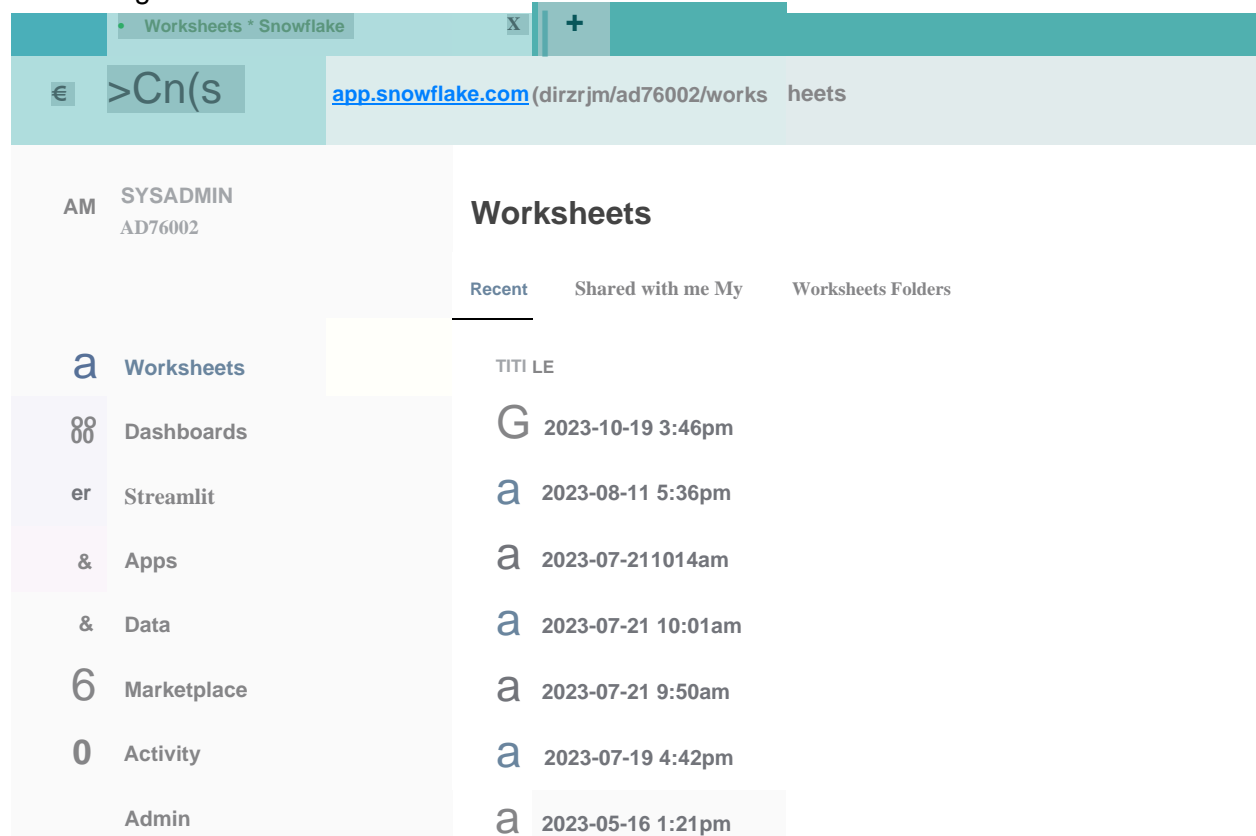 • Worksheets * Snowflake X +
€ >Cn(s app.snowflake.com (dirzrjm/ad76002/works heets
AM SYSADMIN
AD76002
Worksheets
Recent Shared with me My Worksheets Folders
a Worksheets
TITI LE
Dashboards
G 2023-10-19 3:46pm
er Streamlit
a 2023-08-11 5:36pm
& Apps
a 2023-07-211014am
& Data
a 2023-07-21 10:01am
6 Marketplace
a 2023-07-21 9:50am
0 Activity
a 2023-07-19 4:42pm
Admin
a 2023-05-16 1:21pm